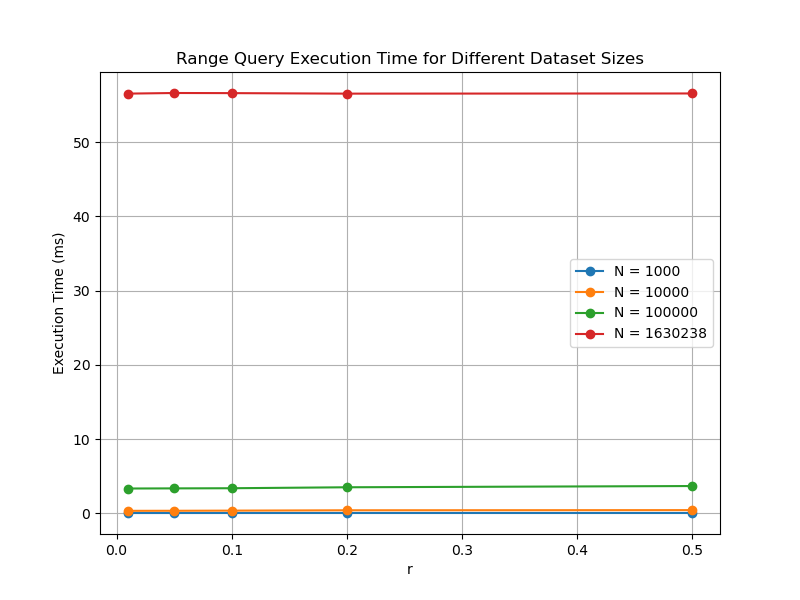 Range Query Execution Time for Different Dataset Sizes
Execution Time (ms)
50
40
30
20
10
0
N = 1000
N = 10000
N = 100000
N = 1630238
0.0 0.1 0.2 0.3 0.4 0.5
r